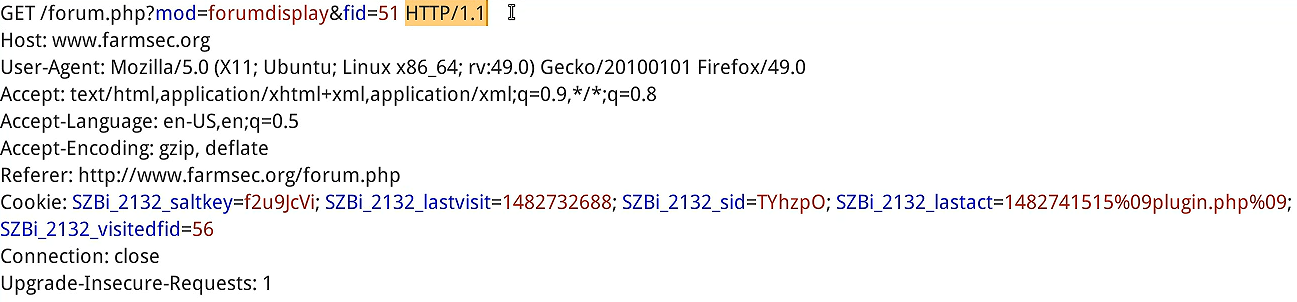 GET /forum.php?mod=forumdisplay&fid=51 HTTP/1.1
Host: www.farmsec.org
User-Agent: Mozilla/5.0 (X11; Ubuntu; Linux x86_64; rv:49.0) Gecko/20100101 Firefox/49.0
Accept: text/html,application/xhtml+xml,application/xml;q=0.9,*/*;q=0.8
Accept-Language: en-US,en;q=0.5
Accept-Encoding: gzip, deflate
Referer: http://www.farmsec.org/forum.php
Cookie: SZBi_2132_saltkey=f2u9JcVi; SZBi_2132_lastvisit=1482732688; SZBi_2132_sid=TYhzpO; SZBi_2132_lastact=1482741515%09plugin.php%09;
SZBi_2132_visitedfid=56
Connection: close
Upgrade-Insecure-Requests: 1